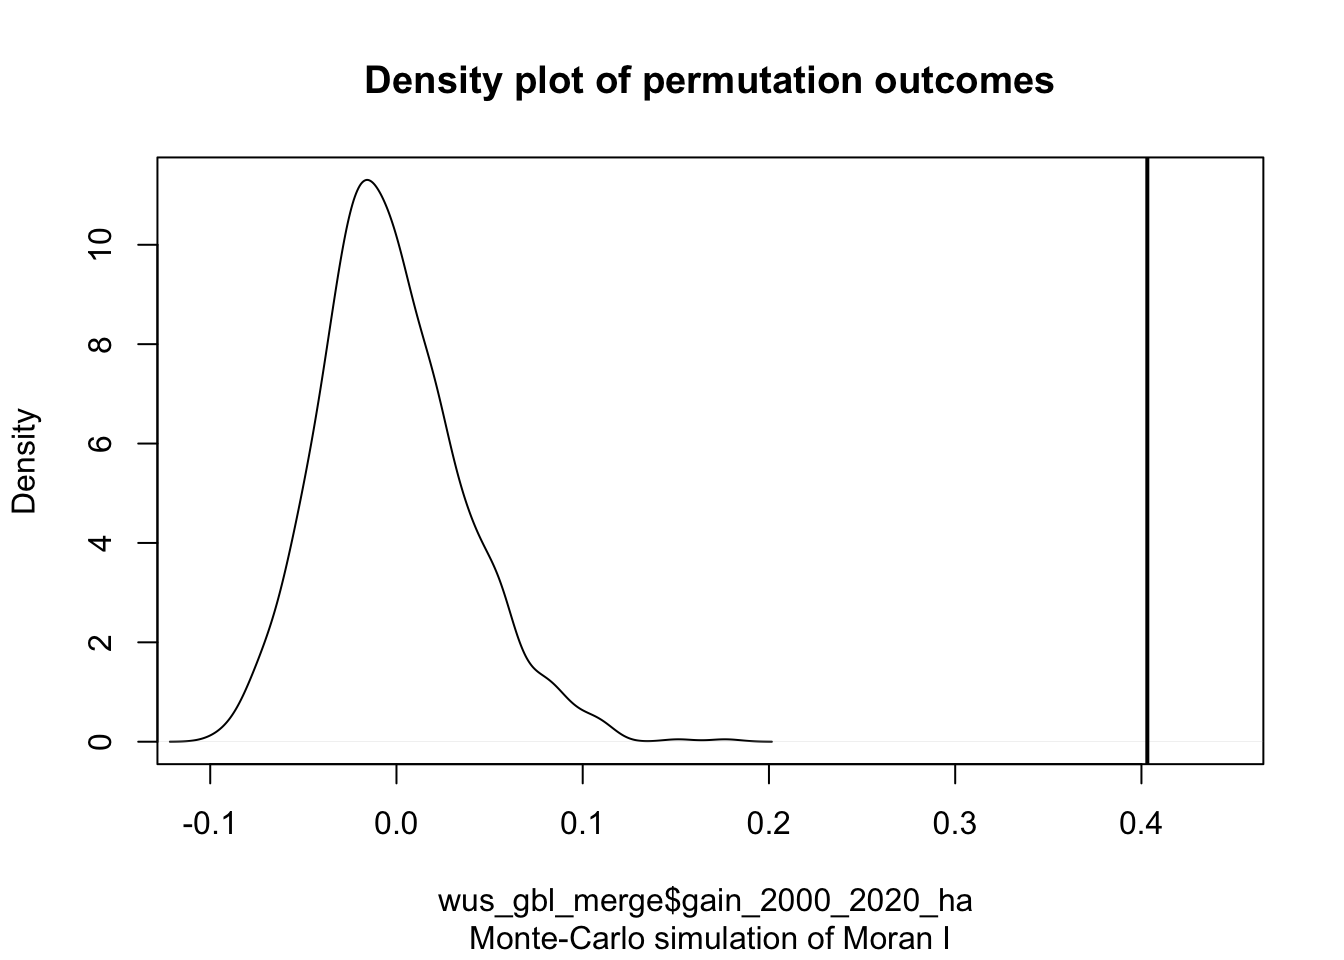 Density plot of permutation outcomes
Density
10
8
6
4
2
0
-0.1 0.0 0.1 0.2 0.3 0.4
wus_gbl_merge$gain_2000_2020_ha
Monte-Carlo simulation of Moran I